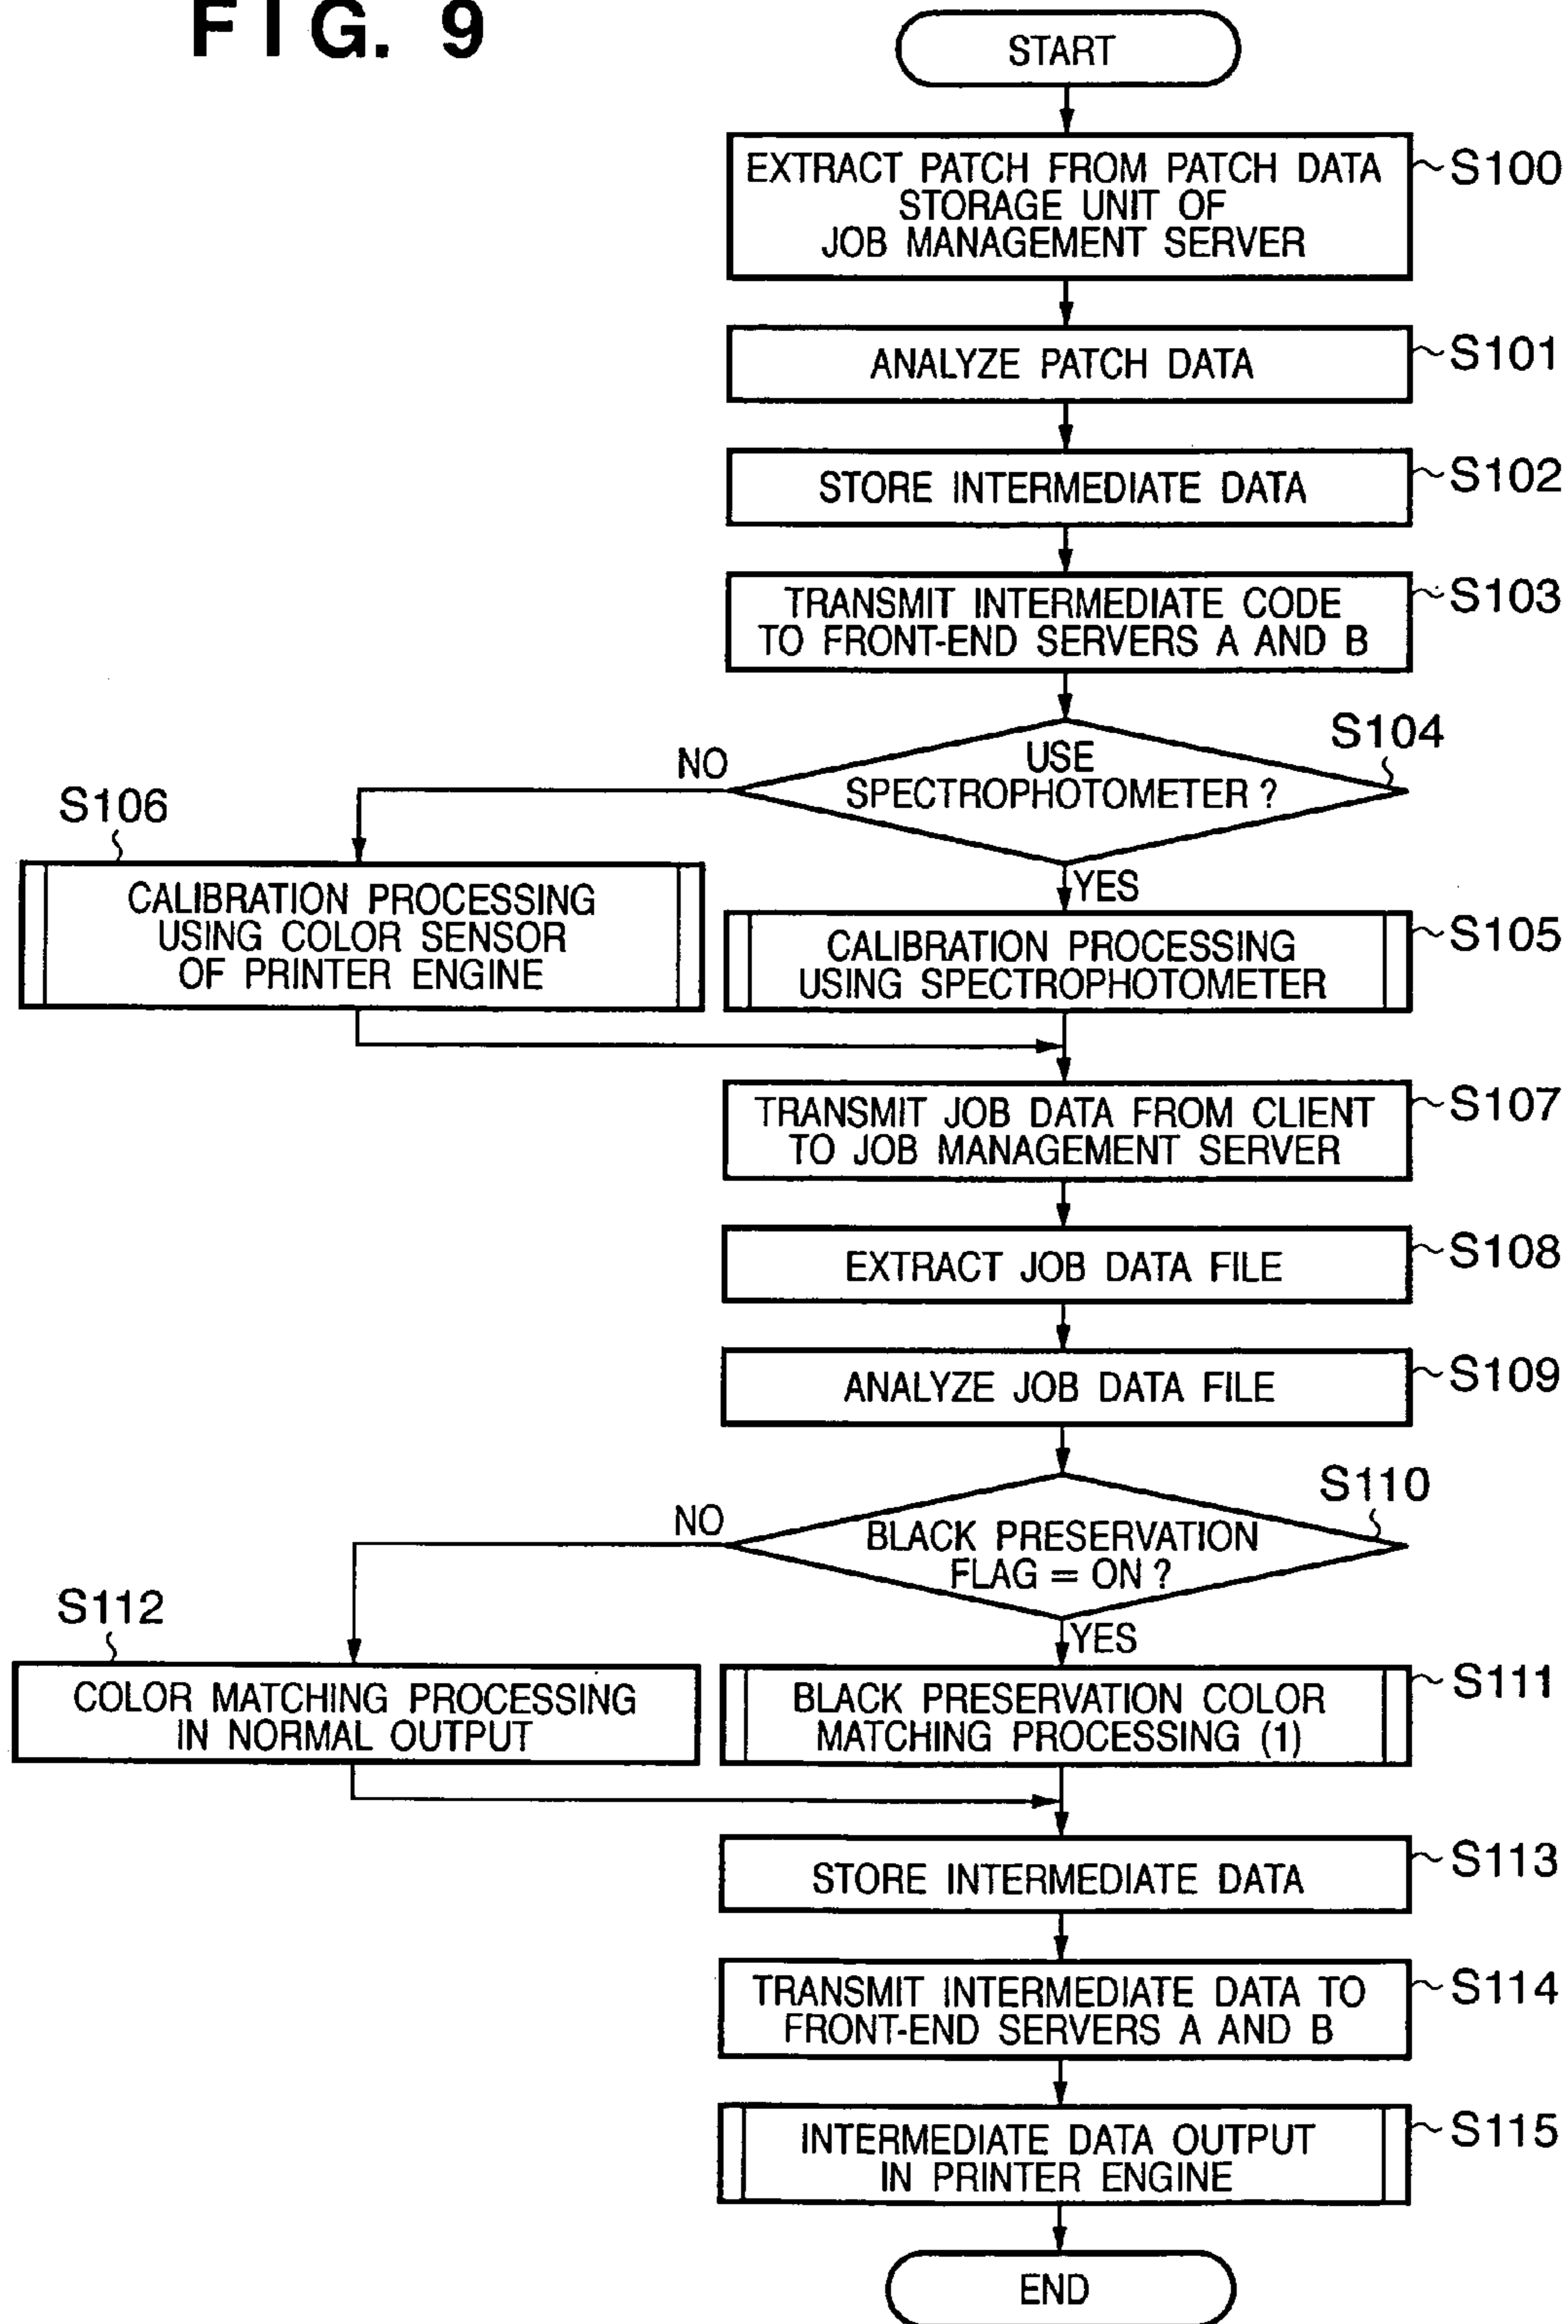 FIG. 9
START
EXTRACT PATCH FROM PATCH DATA
STORAGE UNIT OF
JOB MANAGEMENT SERVER
S100
ANALYZE PATCH DATA
S101
STORE INTERMEDIATE DATA
S102
TRANSMIT INTERMEDIATE CODE
TO FRONT-END SERVERS A AND B
S103
USE
SPECTROPHOTOMETER ?
S104
NO
YES
S106
CALIBRATION PROCESSING
USING COLOR SENSOR
OF PRINTER ENGINE
CALIBRATION PROCESSING
USING SPECTROPHOTOMETER
S105
TRANSMIT JOB DATA FROM CLIENT
TO JOB MANAGEMENT SERVER
S107
EXTRACT JOB DATA FILE
S108
ANALYZE JOB DATA FILE
S109
BLACK PRESERVATION
FLAG = ON ?
S110
NO
YES
S112
COLOR MATCHING PROCESSING
IN NORMAL OUTPUT
BLACK PRESERVATION COLOR
MATCHING PROCESSING (1)
S111
STORE INTERMEDIATE DATA
S113
TRANSMIT INTERMEDIATE DATA TO
FRONT-END SERVERS A AND B
S114
INTERMEDIATE DATA OUTPUT
IN PRINTER ENGINE
S115
END